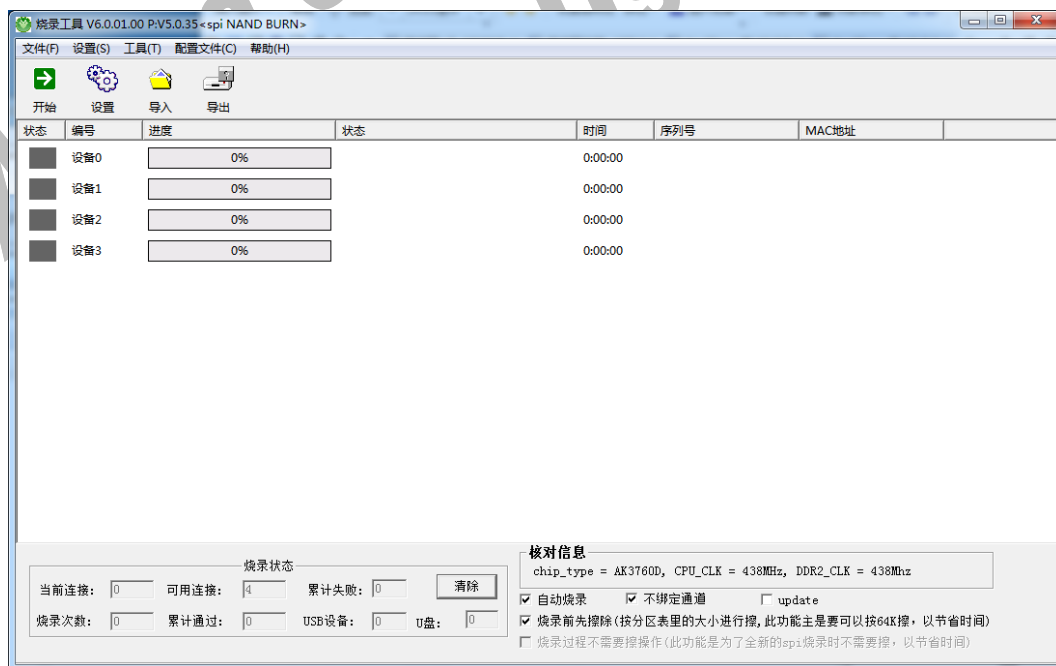 烧录工具 V6.0.01.00 P:V5.0.35<spi NAND BURN>
文件(F) 设置(S) 工具(T) 配置文件(C) 帮助(H)
开始 设置 导入 导出
状态 编号 进度 状态 时间 序列号 MAC地址
设备0 0% 0:00:00
设备1 0% 0:00:00
设备2 0% 0:00:00
设备3 0% 0:00:00
烧录状态
当前连接: 0 可用连接: 4 累计失败: 0 清除
烧录次数: 0 累计通过: 0 USB设备: 0 U盘: 0
核对信息
chip_type = AK3760D, CPU_CLK = 438MHz, DDR2_CLK = 438Mhz
自动烧录 不绑定通道 update
烧录前先擦除(按分区表里的大小进行擦,此功能主是要可以按64K擦，以节省时间)
烧录过程不需要擦操作(此功能是为了全新的spi烧录时不需要擦，以节省时间)